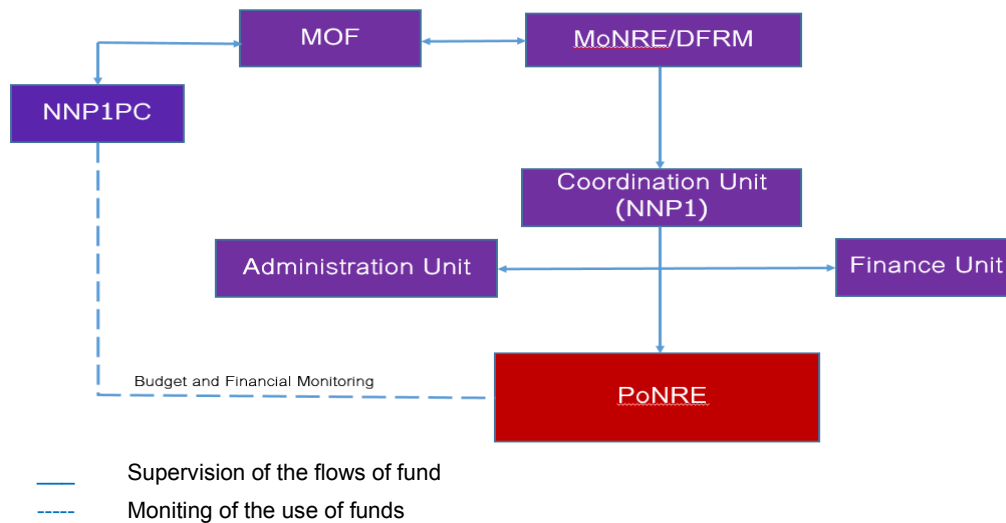 MOF
MoNRE/DFRM
NNP1PC
Coordination Unit
(NNP1)
Administration Unit
Finance Unit
Budget and Financial Monitoring
PoNRE
Supervision of the flows of fund
Moniting of the use of funds